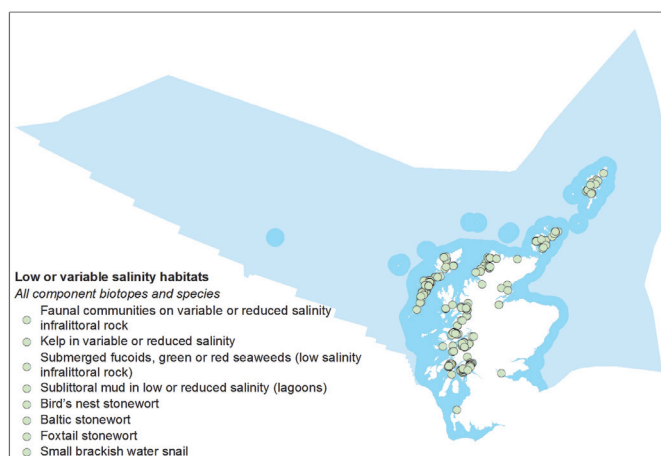 Low or variable salinity habitats
All component biotopes and species
Faunal communities on variable or reduced salinity
infralittoral rock
Kelp in variable or reduced salinity
Submerged fucoids, green or red seaweeds (low salinity
infralittoral rock)
Sublittoral mud in low or reduced salinity (lagoons)
Bird's nest stonewort
Baltic stonewort
Foxtail stonewort
Small brackish water snail